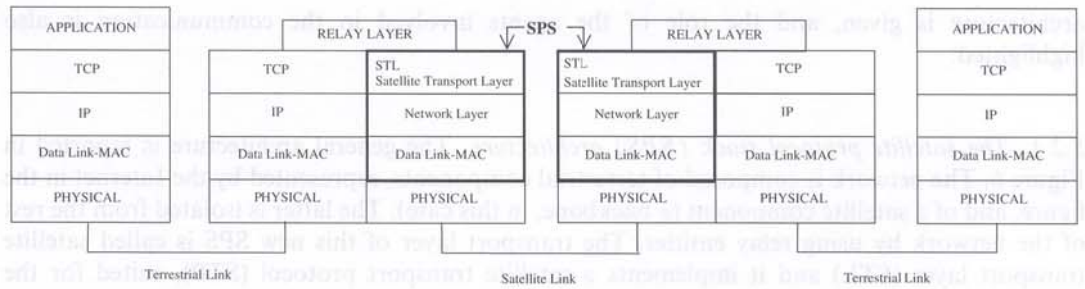 APPLICATION
TCP
IP
Data Link-MAC
PHYSICAL
RELAY LAYER
TCP
IP
Data Link-MAC
PHYSICAL
STL
Satellite Transport Layer
Network Layer
Data Link-MAC
PHYSICAL
SPS
RELAY LAYER
STL
Satellite Transport Layer
Network Layer
Data Link-MAC
PHYSICAL
TCP
IP
Data Link-MAC
PHYSICAL
APPLICATION
TCP
IP
Data Link-MAC
PHYSICAL
Terrestrial Link
Satellite Link
Terrestrial Link